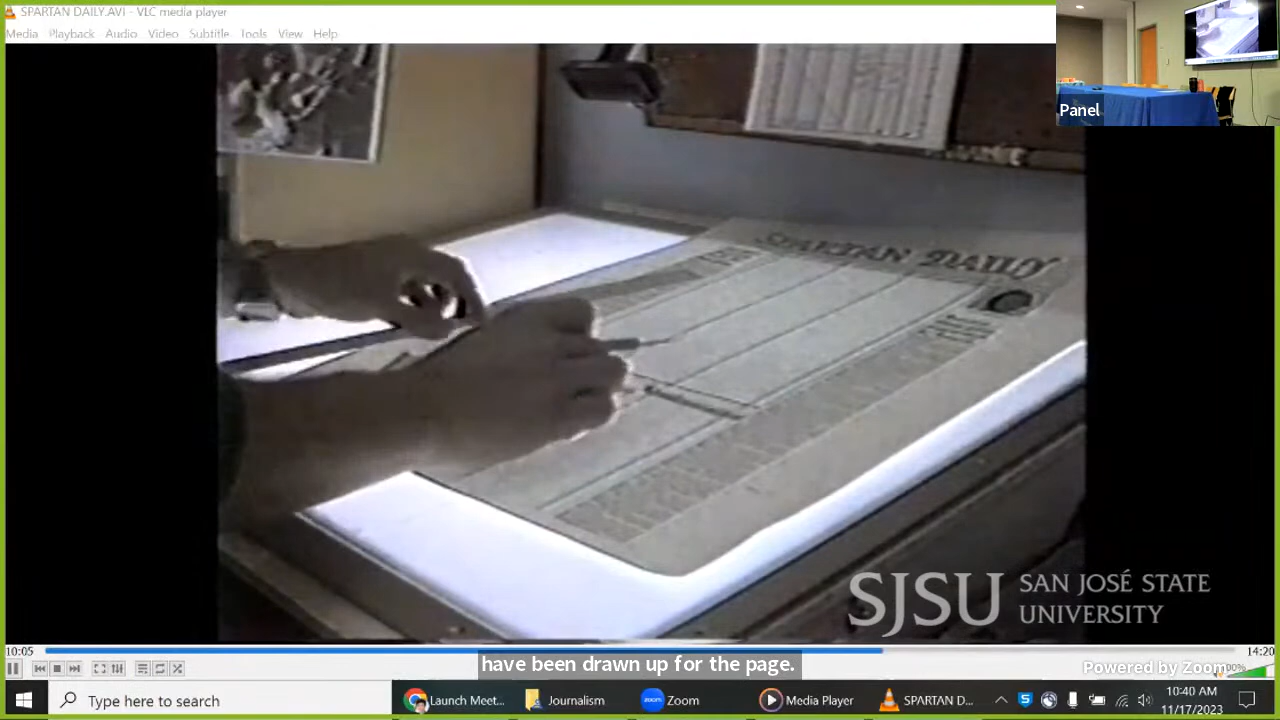 SPARTAN DAILY.AVI - VLC media player
Media Playback Audio Video Subtitle Tools View Help
Panel
SPARTAN DAILY
SJSU SAN JOSÉ STATE UNIVERSITY
10:05
14:20
have been drawn up for the page.
Powered by Zoom
Type here to search
Launch Meet...
Journalism
Zoom
Media Player
SPARTAN D...
10:40 AM
11/17/2023